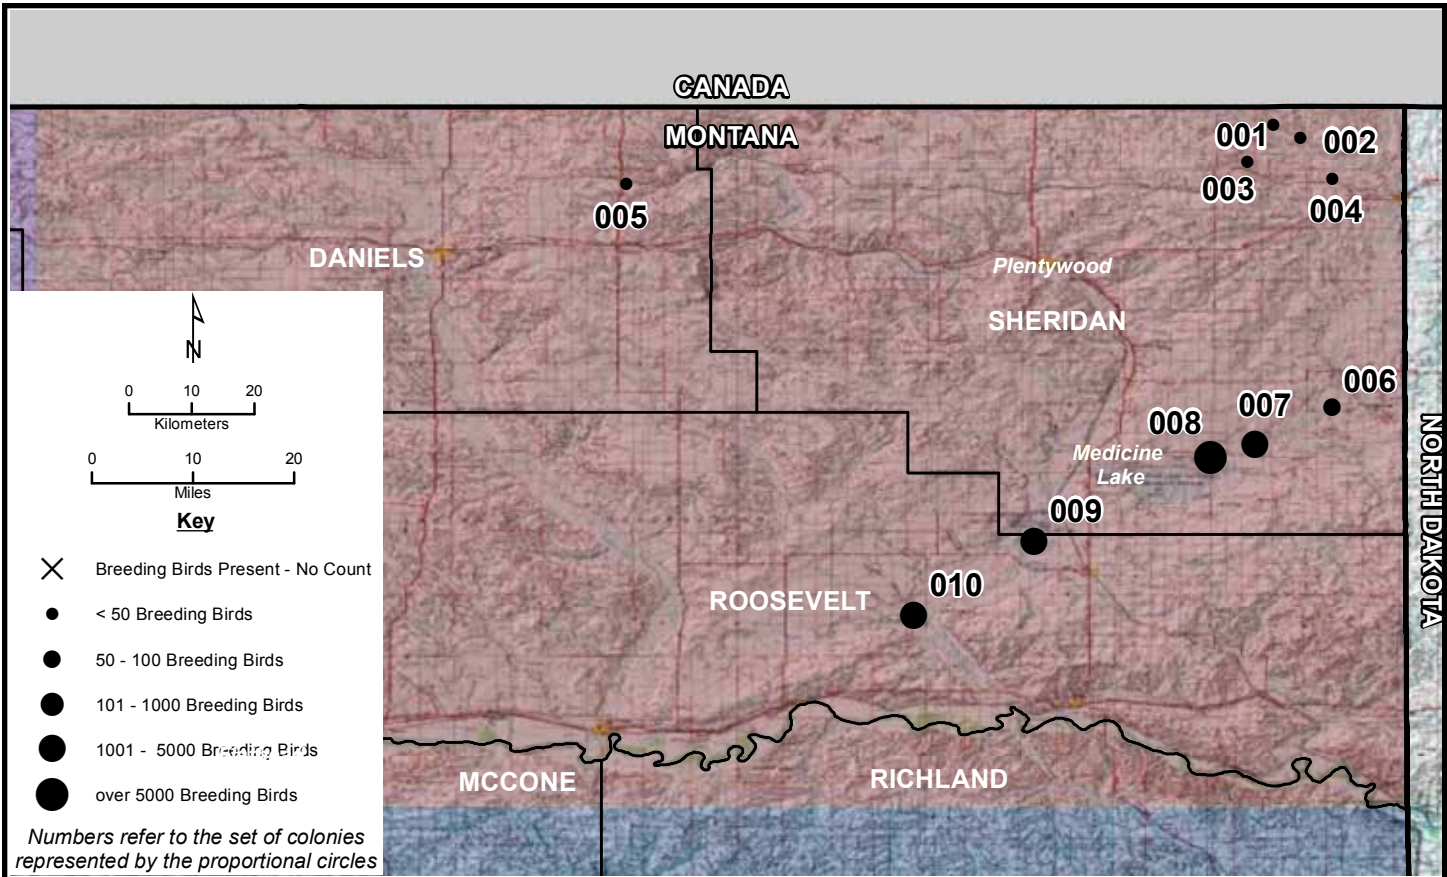 CANADA
MONTANA
001
002
003
004
005
DANIELS
Plentywood
SHERIDAN
N
0 10 20
Kilometers
0 10 20
Miles
Key
Breeding Birds Present - No Count
< 50 Breeding Birds
50 - 100 Breeding Birds
101 - 1000 Breeding Birds
1001 - 5000 Breeding Birds
over 5000 Breeding Birds
Numbers refer to the set of colonies
represented by the proportional circles
006
007
008
Medicine
Lake
009
010
ROOSEVELT
NORTH DAKOTA
MCCONE
RICHLAND